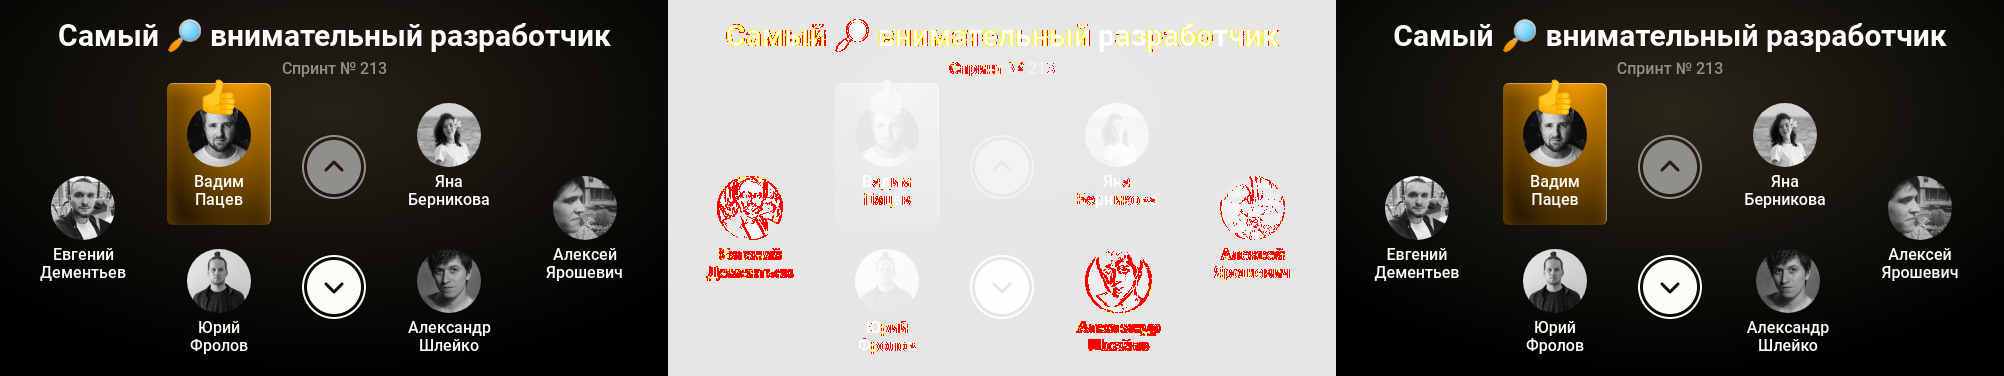 Самый 🔎 внимательный разработчик
Спринт № 213
Вадим
Пацев
Яна
Берникова
Евгений
Дементьев
Алексей
Ярошевич
Юрий
Фролов
Александр
Шлейко
Самый 🔎 внимательный разработчик
Спринт № 213
Вадим
Пацев
Яна
Берникова
Евгений
Дементьев
Алексей
Ярошевич
Юрий
Фролов
Александр
Шлейко
Самый 🔎 внимательный разработчик
Спринт № 213
Вадим
Пацев
Яна
Берникова
Евгений
Дементьев
Алексей
Ярошевич
Юрий
Фролов
Александр
Шлейко